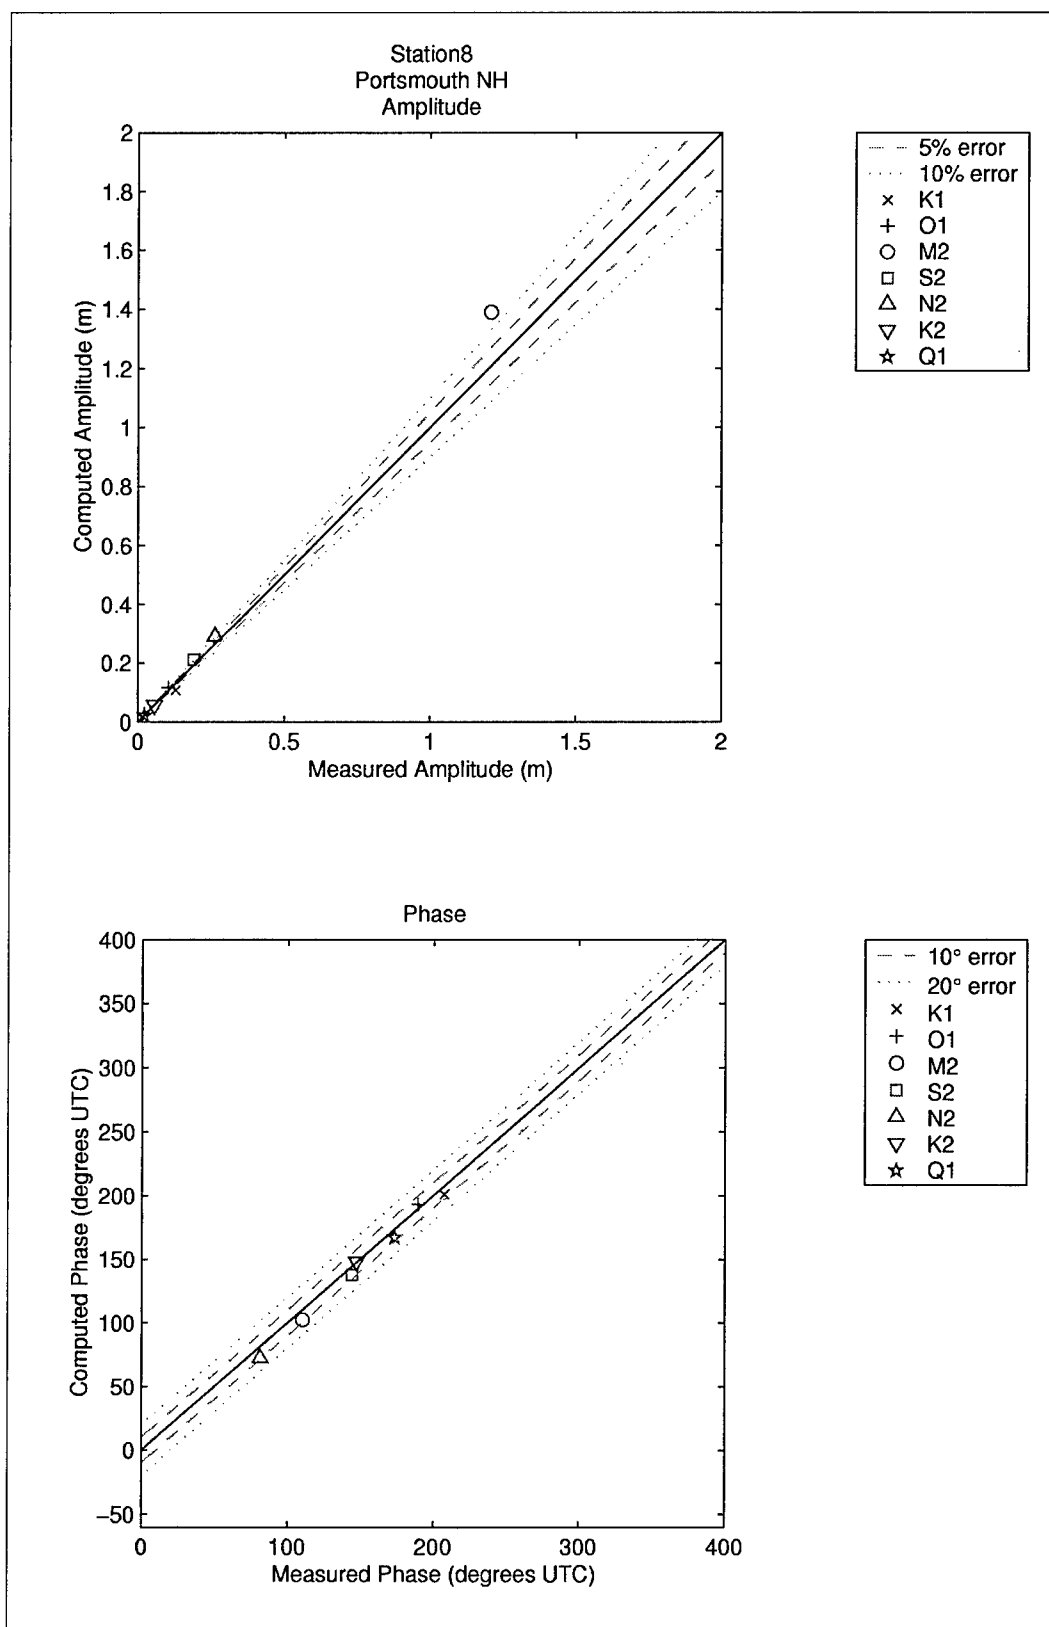 Station8
Portsmouth NH
Amplitude
2
1.8
1.6
1.4
1.2
1
0.8
0.6
0.4
0.2
0
Computed Amplitude (m)
0
0.5
1
1.5
2
Measured Amplitude (m)
5% error
10% error
K1
O1
M2
S2
N2
K2
Q1
Phase
400
350
300
250
200
150
100
50
0
−50
Computed Phase (degrees UTC)
0
100
200
300
400
Measured Phase (degrees UTC)
10° error
20° error
K1
O1
M2
S2
N2
K2
Q1